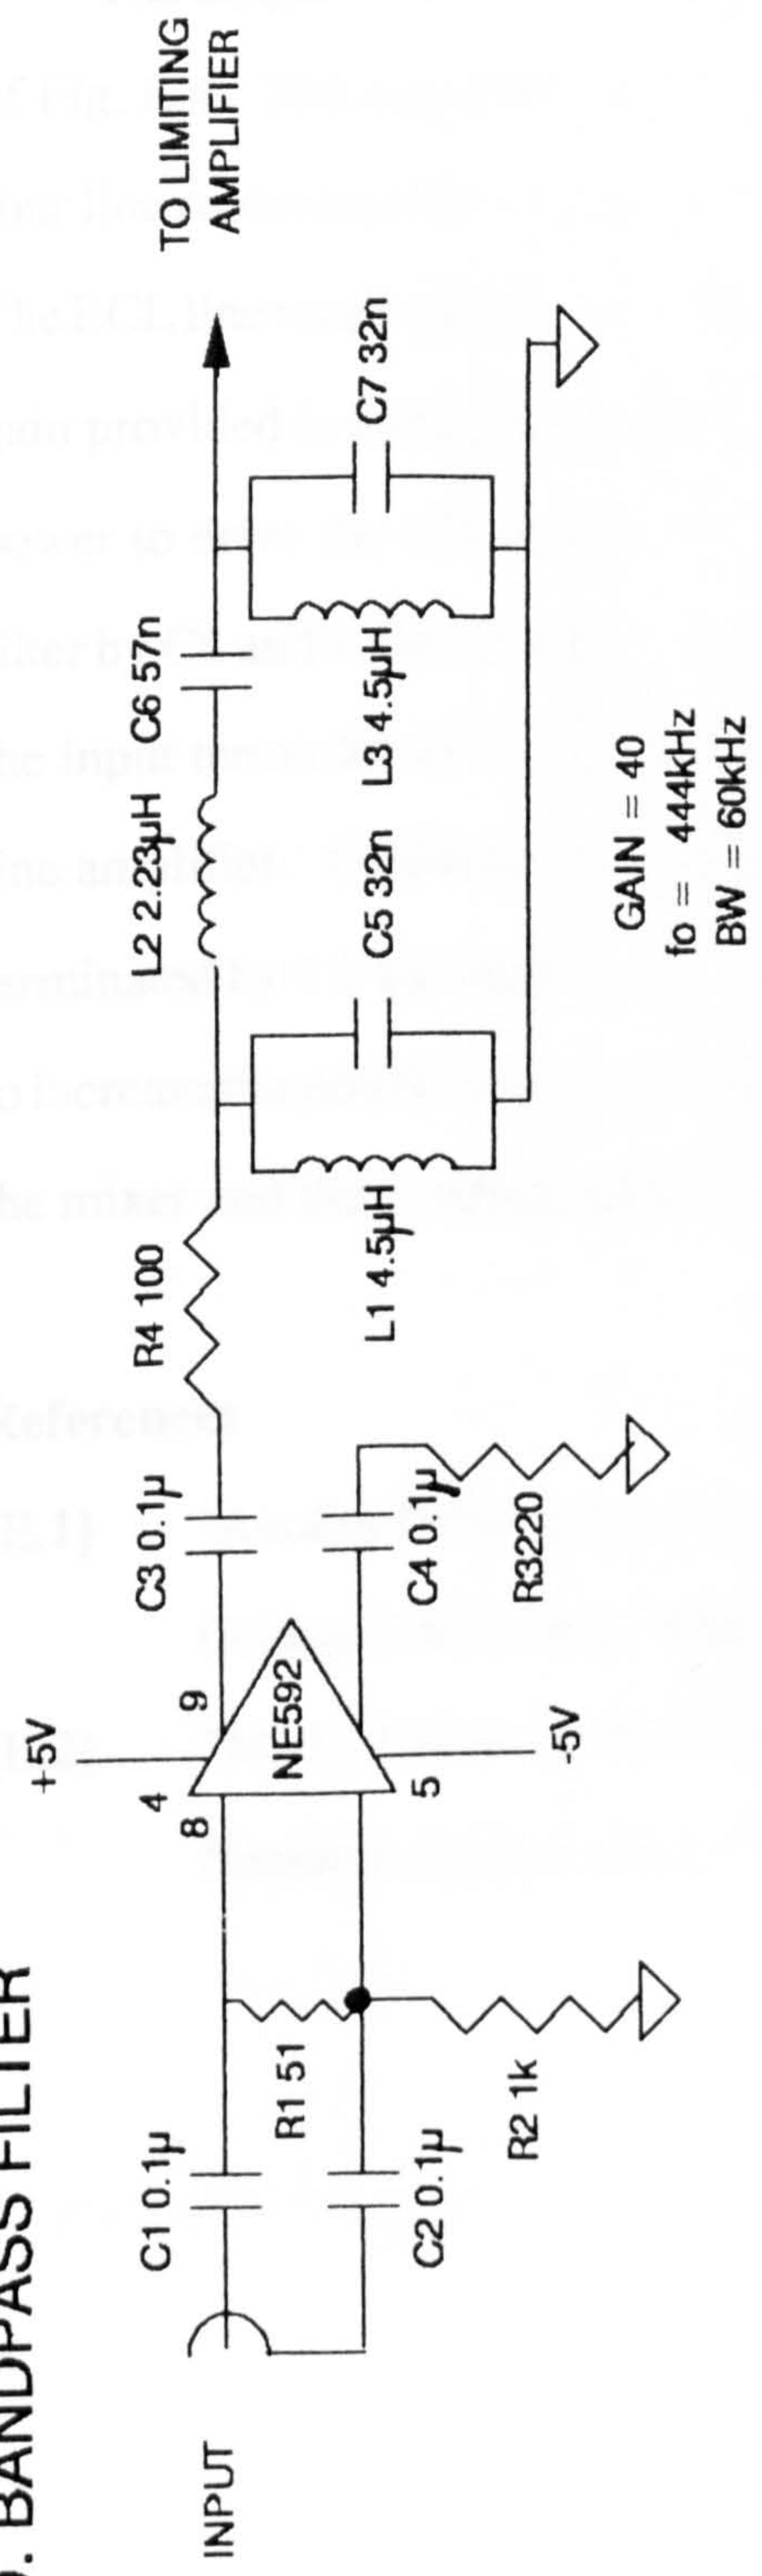 . BANDPASS FILTER
INPUT
C1 0.1µ
C2 0.1µ
R1 51
R2 1k
+5V
4
8
9
NE592
5
-5V
C3 0.1µ
C4 0.1µ
R3220
R4 100
L1 4.5µH
C5 32n
L2 2.23µH
C6 57n
L3 4.5µH
C7 32n
TO LIMITING
AMPLIFIER
GAIN = 40
fo = 444kHz
BW = 60kHz